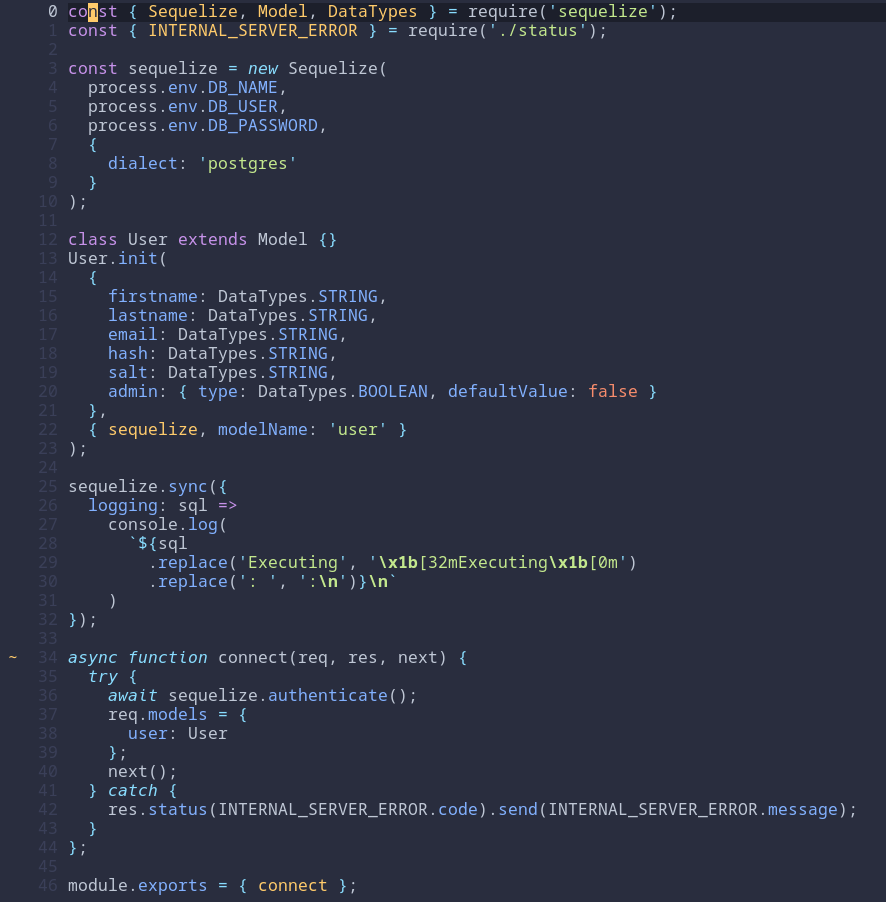 0 const { Sequelize, Model, DataTypes } = require('sequelize');
1 const { INTERNAL_SERVER_ERROR } = require('./status');
2
3 const sequelize = new Sequelize(
4   process.env.DB_NAME,
5   process.env.DB_USER,
6   process.env.DB_PASSWORD,
7   {
8     dialect: 'postgres'
9   }
10 );
11
12 class User extends Model {}
13 User.init(
14   {
15     firstname: DataTypes.STRING,
16     lastname: DataTypes.STRING,
17     email: DataTypes.STRING,
18     hash: DataTypes.STRING,
19     salt: DataTypes.STRING,
20     admin: { type: DataTypes.BOOLEAN, defaultValue: false }
21   },
22   { sequelize, modelName: 'user' }
23 );
24
25 sequelize.sync({
26   logging: sql =>
27     console.log(
28       `${sql
29         .replace('Executing', '\x1b[32mExecuting\x1b[0m')
30         .replace(': ', ':\n')}\n`
31     )
32 });
33
~ 34 async function connect(req, res, next) {
35   try {
36     await sequelize.authenticate();
37     req.models = {
38       user: User
39     };
40     next();
41   } catch {
42     res.status(INTERNAL_SERVER_ERROR.code).send(INTERNAL_SERVER_ERROR.message);
43   }
44 };
45
46 module.exports = { connect };